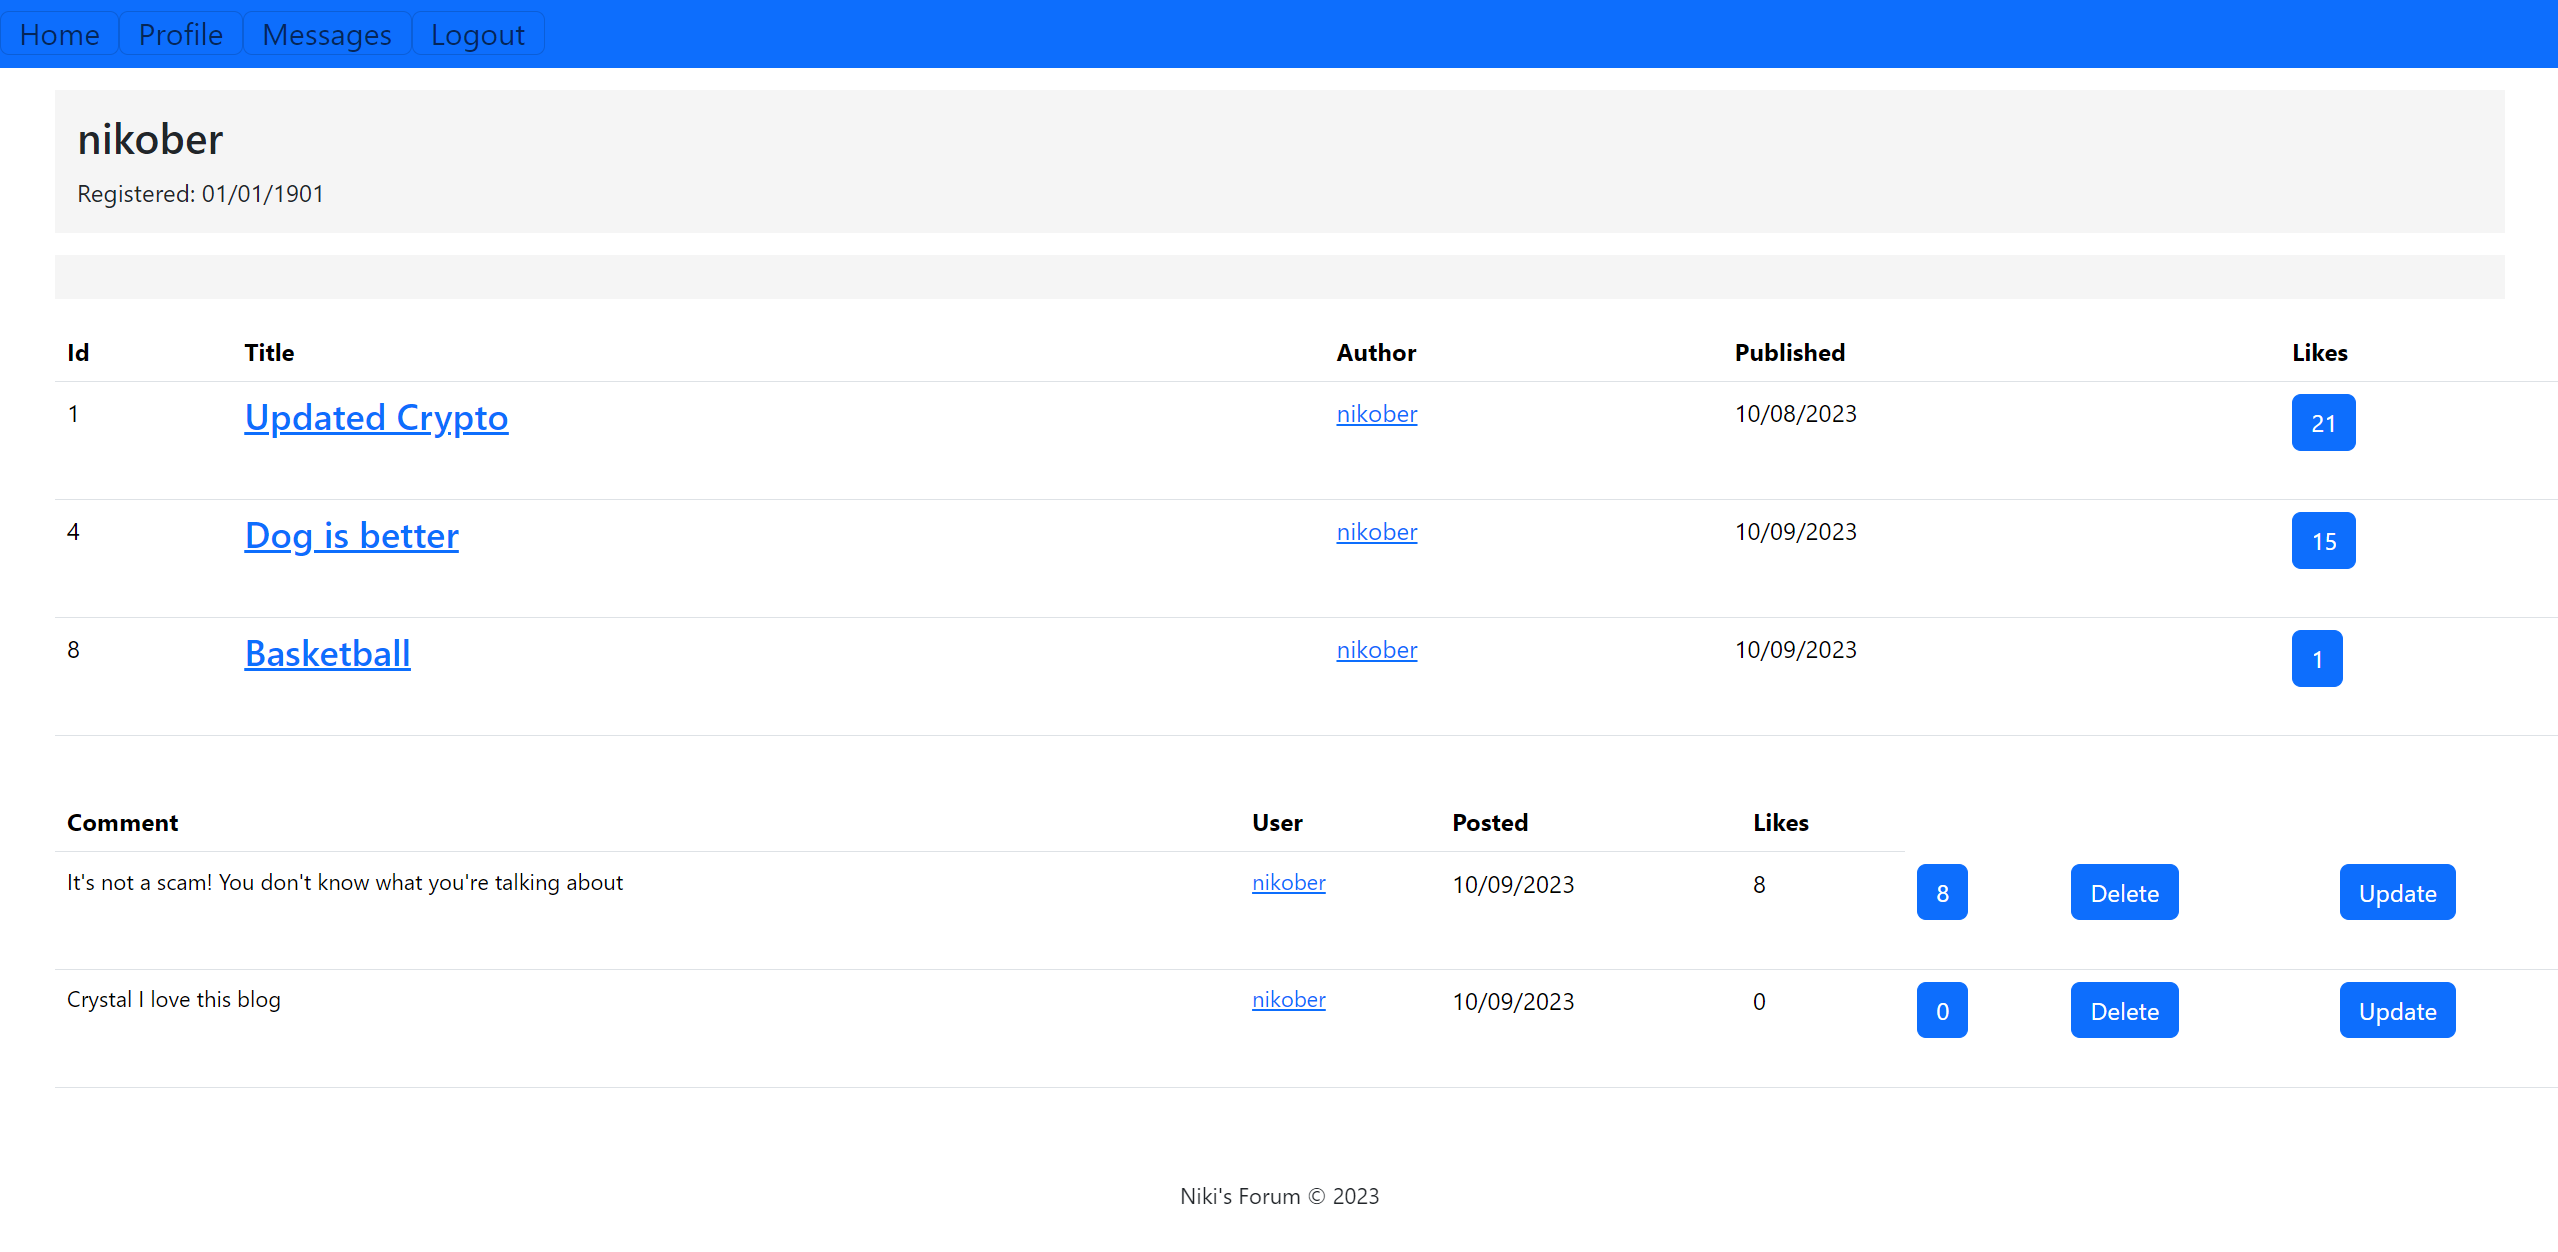 Home Profile Messages Logout
nikober
Registered: 01/01/1901
Id Title Author Published Likes
1 Updated Crypto nikober 10/08/2023 21
4 Dog is better nikober 10/09/2023 15
8 Basketball nikober 10/09/2023 1
Comment User Posted Likes
It's not a scam! You don't know what you're talking about nikober 10/09/2023 8 8 Delete Update
Crystal I love this blog nikober 10/09/2023 0 0 Delete Update
Niki's Forum © 2023